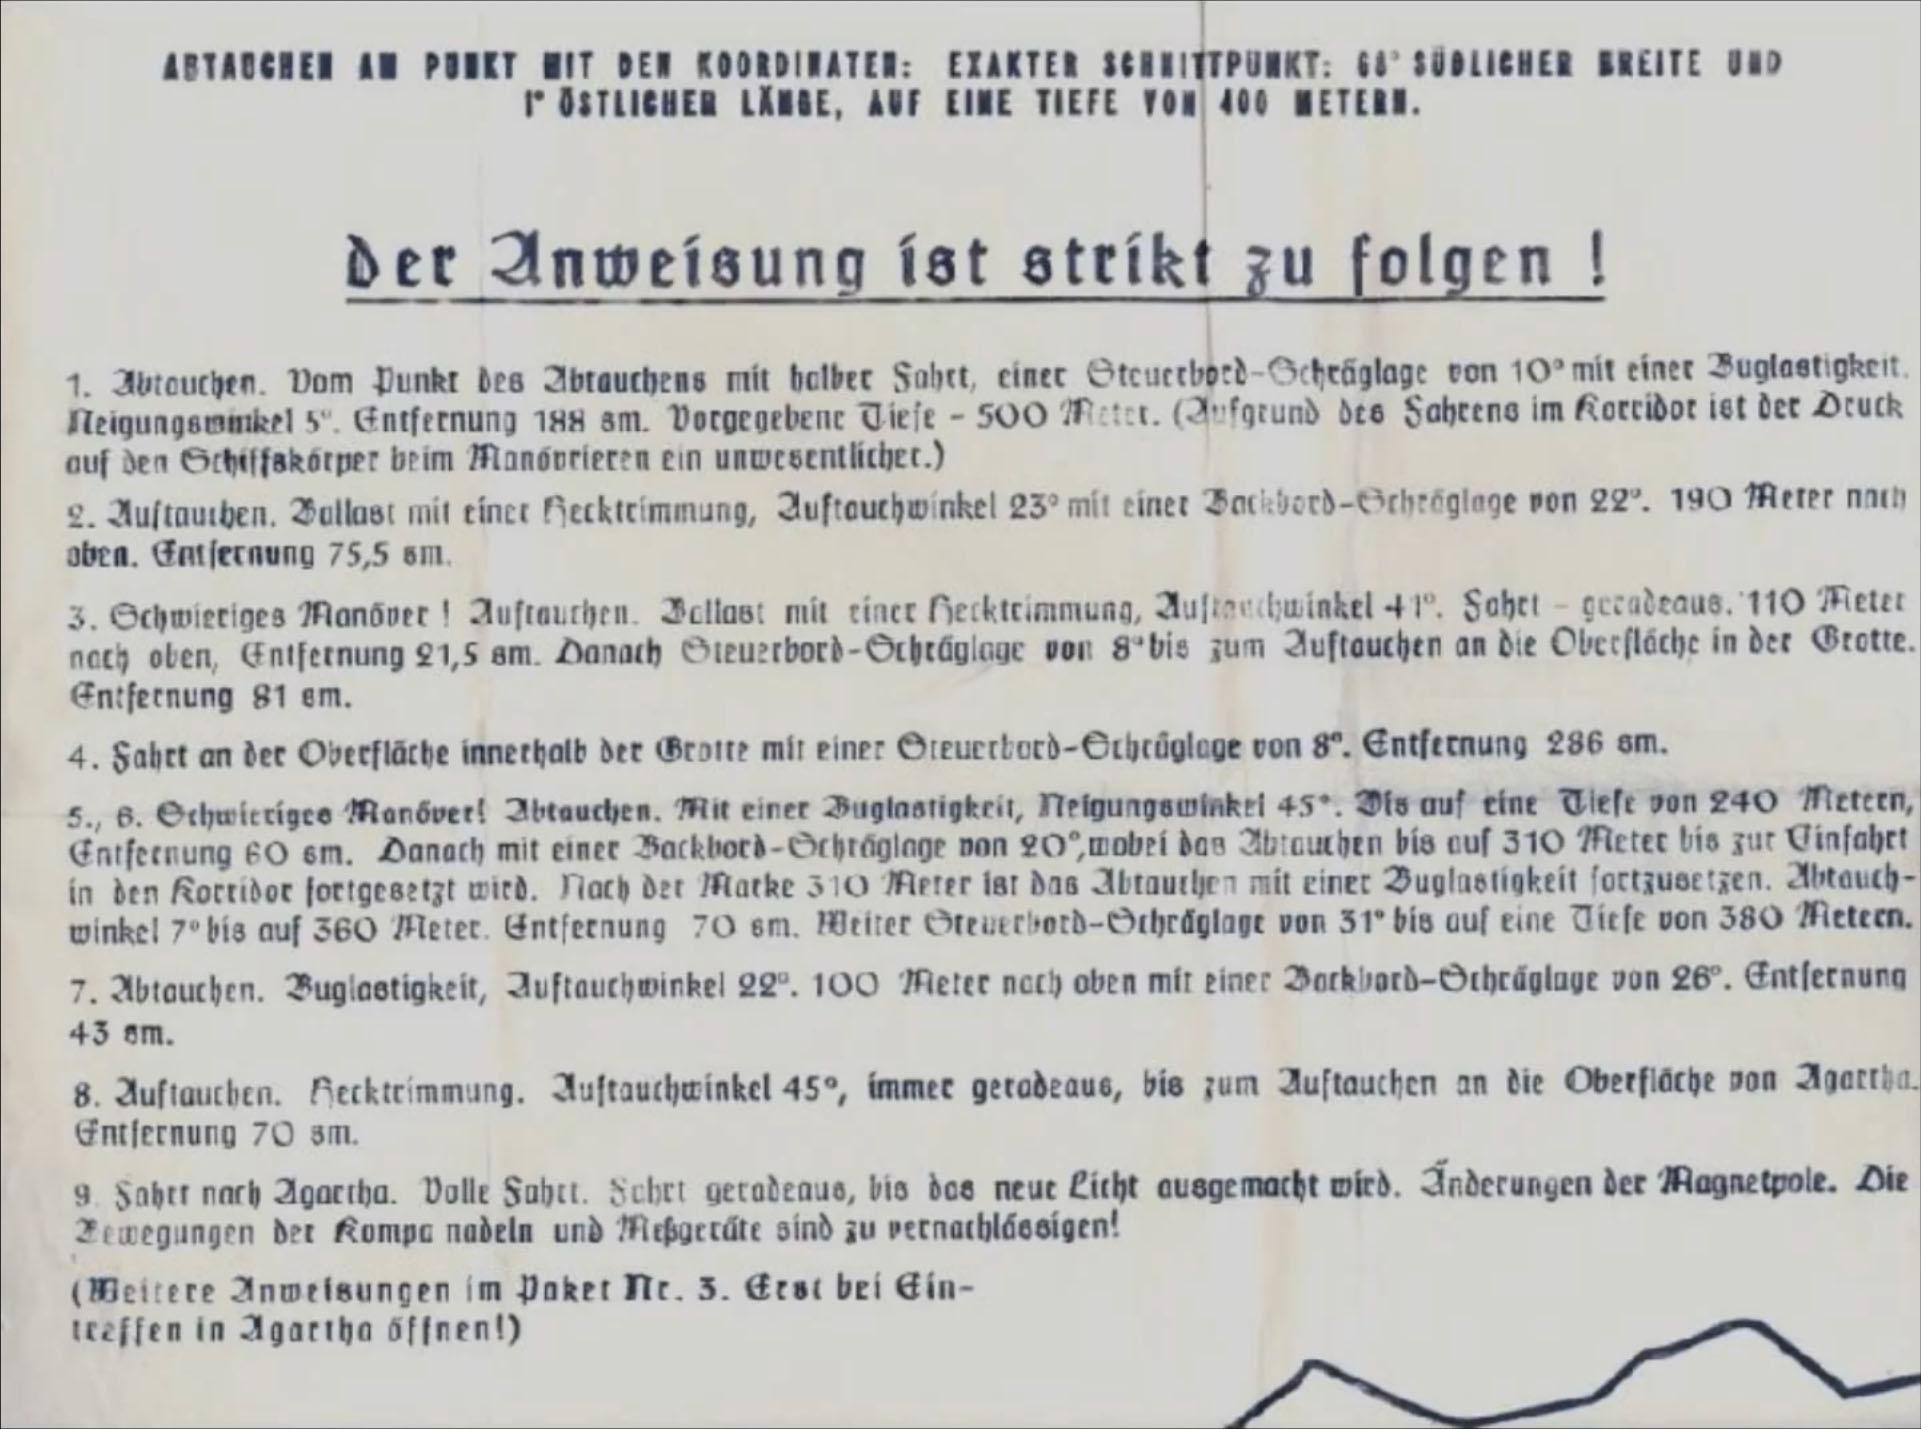 ABTAUCHEN AM PUNKT MIT DEN KOORDINATEN: EXAKTER SCHNITTPUNKT: 68° SÜDLICHER BREITE UND
1° ÖSTLICHER LÄNGE, AUF EINE TIEFE VON 400 METERN.
Der Anweisung ist strikt zu folgen !
1. Abtauchen. Vom Punkt des Abtauchens mit halber Fahrt, einer Steuerbord-Schräglage von 10° mit einer Buglastigkeit.
Neigungswinkel 5°. Entfernung 188 sm. Vorgegebene Tiefe - 500 Meter. (Aufgrund des Fahrens im Korridor ist der Druck
auf den Schiffskörper beim Manövrieren ein unwesentlicher.)
2. Auftauchen. Ballast mit einer Hecktrimmung, Auftauchwinkel 23° mit einer Backbord-Schräglage von 22°. 190 Meter nach
oben. Entfernung 75,5 sm.
3. Schwieriges Manöver ! Auftauchen. Ballast mit einer Hecktrimmung, Auftauchwinkel 41°. Fahrt - geradeaus. 110 Meter
nach oben, Entfernung 21,5 sm. Danach Steuerbord-Schräglage von 8° bis zum Auftauchen an die Oberfläche in der Grotte.
Entfernung 81 sm.
4. Fahrt an der Oberfläche innerhalb der Grotte mit einer Steuerbord-Schräglage von 8°. Entfernung 286 sm.
5., 6. Schwieriges Manöver! Abtauchen. Mit einer Buglastigkeit, Neigungswinkel 45°. Bis auf eine Tiefe von 240 Metern,
Entfernung 60 sm. Danach mit einer Backbord-Schräglage von 20°, wobei das Abtauchen bis auf 310 Meter bis zur Einfahrt
in den Korridor fortgesetzt wird. Nach der Marke 310 Meter ist das Abtauchen mit einer Buglastigkeit fortzusetzen. Abtauch-
winkel 7° bis auf 360 Meter. Entfernung 70 sm. Weiter Steuerbord-Schräglage von 31° bis auf eine Tiefe von 380 Metern.
7. Abtauchen. Buglastigkeit, Auftauchwinkel 22°. 100 Meter nach oben mit einer Backbord-Schräglage von 26°. Entfernung
43 sm.
8. Auftauchen. Hecktrimmung. Auftauchwinkel 45°, immer geradeaus, bis zum Auftauchen an die Oberfläche von Agartha.
Entfernung 70 sm.
9. Fahrt nach Agartha. Volle Fahrt. Fahrt geradeaus, bis das neue Licht ausgemacht wird. Änderungen der Magnetpole. Die
Bewegungen der Kompa nadeln und Meßgeräte sind zu vernachlässigen!
(Weitere Anweisungen im Paket Nr. 3. Erst bei Ein-
treffen in Agartha öffnen!)